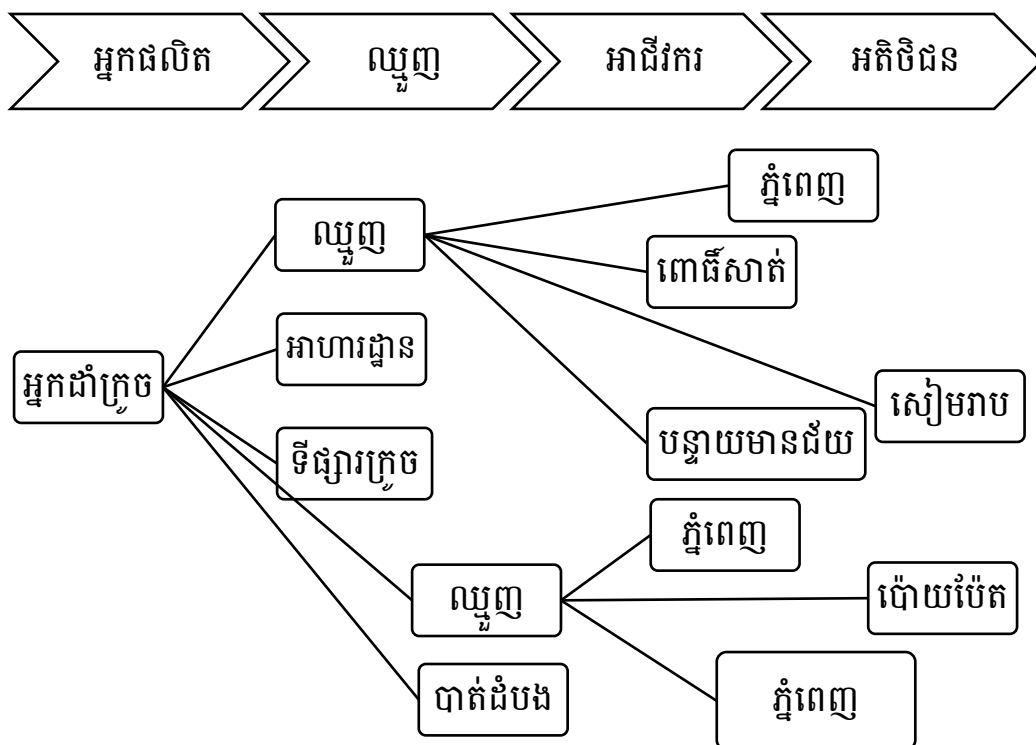 អ្នកផលិត
ឈ្មួញ
អាជីវករ
អតិថិជន
ភ្នំពេញ
ឈ្មួញ
ពោធិ៍សាត់
អាហារដ្ឋាន
អ្នកដាំក្រូច
សៀមរាប
បន្ទាយមានជ័យ
ទីផ្សារក្រូច
ភ្នំពេញ
ឈ្មួញ
ប៉ោយប៉ែត
បាត់ដំបង
ភ្នំពេញ